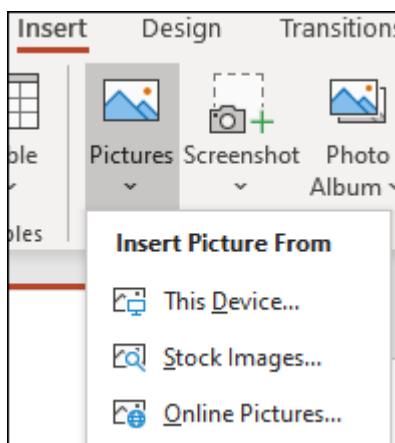 Insert Design Transitions
ble Pictures Screenshot Photo
Album
bles
Insert Picture From
This Device...
Stock Images...
Online Pictures...